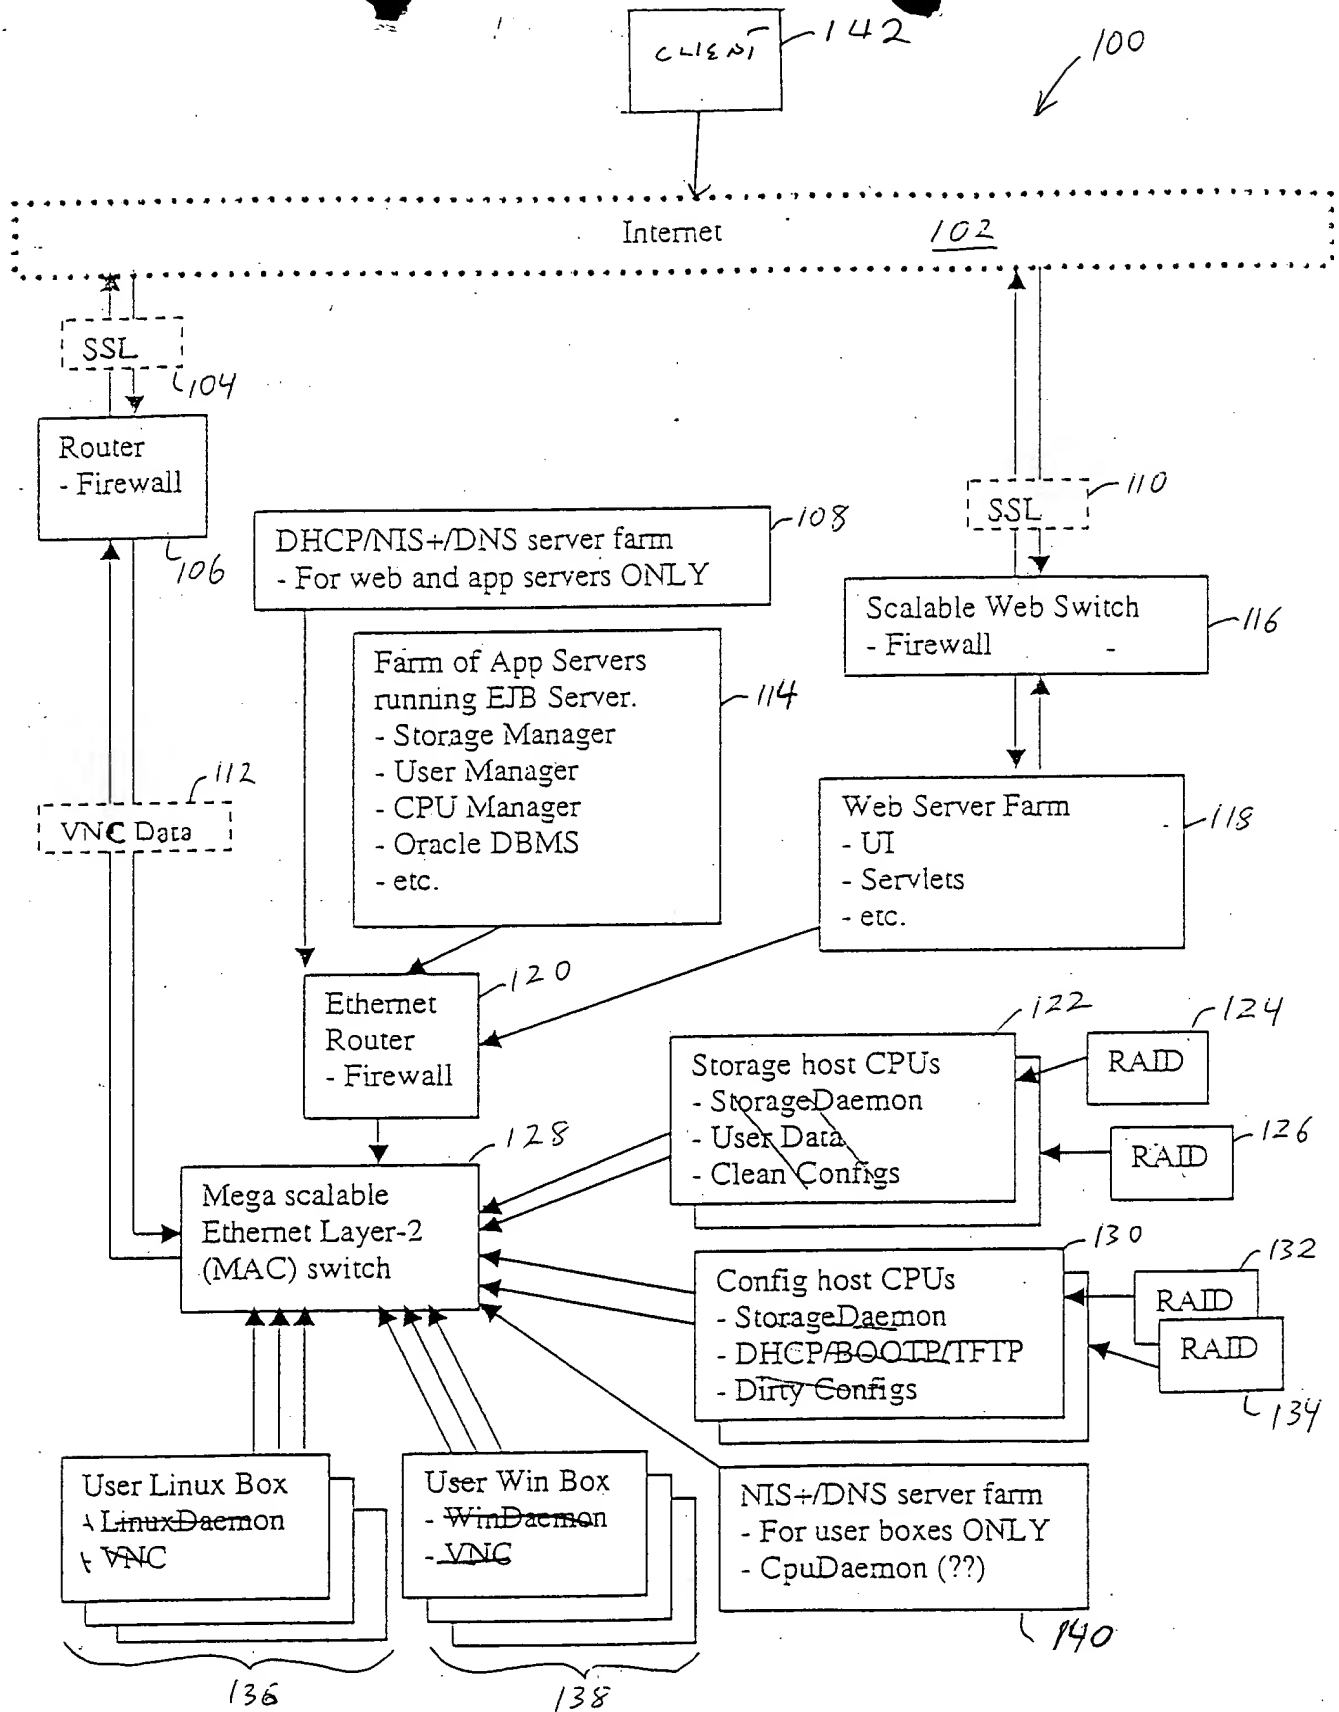 CLIENT
142
100
Internet
102
SSL
104
Router
- Firewall
106
DHCP/NIS+/DNS server farm
- For web and app servers ONLY
108
SSL
110
Scalable Web Switch
- Firewall -
116
Farm of App Servers
running EJB Server.
- Storage Manager
- User Manager
- CPU Manager
- Oracle DBMS
- etc.
114
112
VNC Data
Web Server Farm
- UI
- Servlets
- etc.
118
Ethernet
Router
- Firewall
120
122
Storage host CPUs
- StorageDaemon
- User Data
- Clean Configs
124
RAID
126
RAID
128
Mega scalable
Ethernet Layer-2
(MAC) switch
130
Config host CPUs
- StorageDaemon
- DHCP/BOOTP/TFTP
- Dirty Configs
132
RAID
RAID
134
User Linux Box
- LinuxDaemon
- VNC
136
User Win Box
- WinDaemon
- VNC
138
NIS+/DNS server farm
- For user boxes ONLY
- CpuDaemon (??)
140